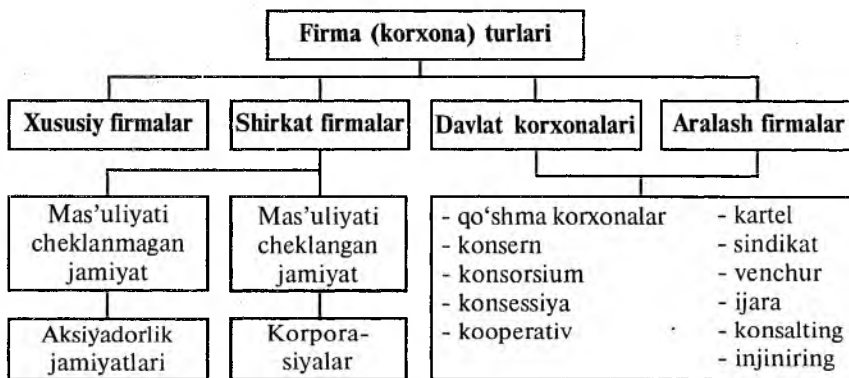 Firma (korxona) turlari
Xususiy firmalar
Shirkat firmalar
Davlat korxonalari
Aralash firmalar
Mas’uliyati
cheklanmagan
jamiyat
Mas’uliyati
cheklangan
jamiyat
- qo‘shma korxonalar
- konsern
- konsorsium
- konsessiya
- kooperativ
- kartel
- sindikat
- venchur
- ijara
- konsalting
- injiniring
Aksiyadorlik
jamiyatlari
Korpora-
siyalar